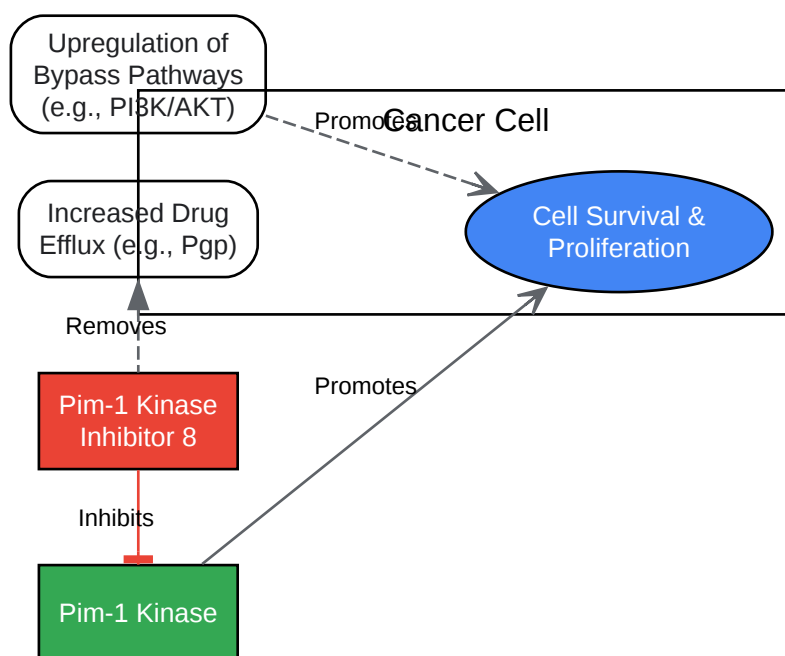 Upregulation of
Bypass Pathways
(e.g., PI3K/AKT)
Promotes
Cancer Cell
Increased Drug
Efflux (e.g., Pgp)
Cell Survival &
Proliferation
Removes
Promotes
Pim-1 Kinase
Inhibitor 8
Inhibits
Pim-1 Kinase